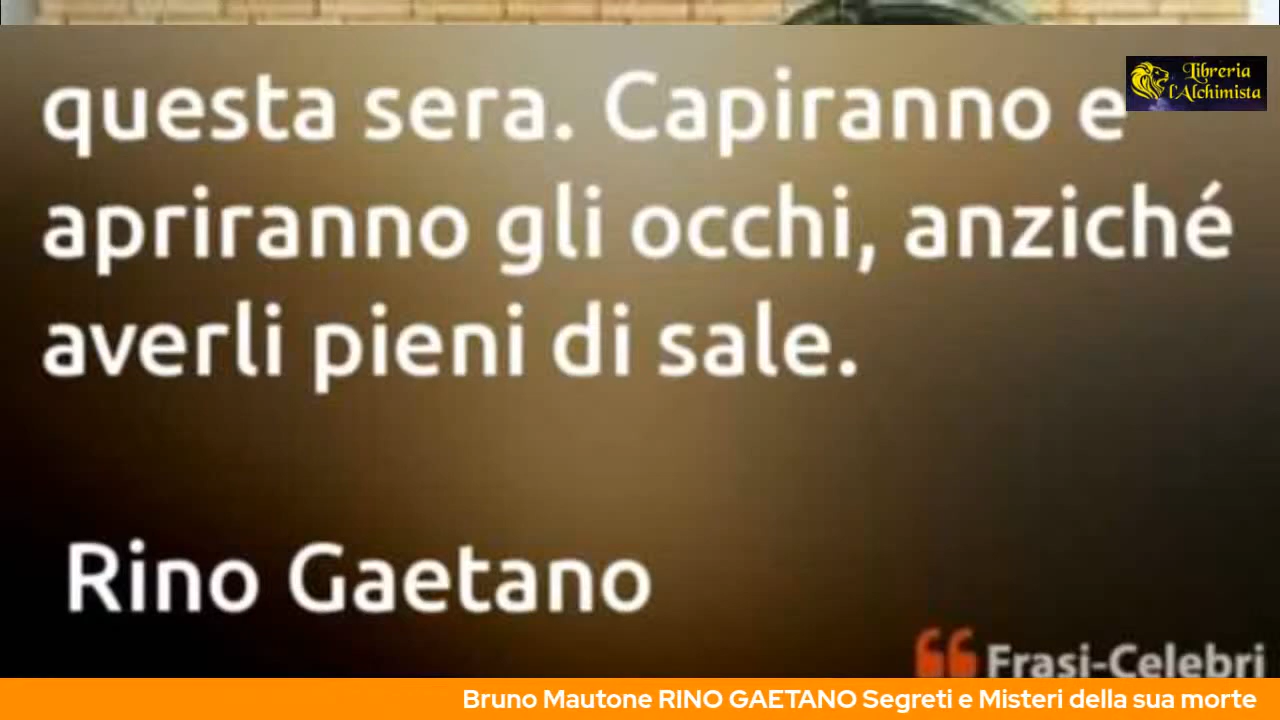 questa sera. Capiranno e
Libreria
l'Alchimista
apriranno gli occhi, anziché
averli pieni di sale.
Rino Gaetano
Frasi-Celebri
Bruno Mautone RINO GAETANO Segreti e Misteri della sua morte